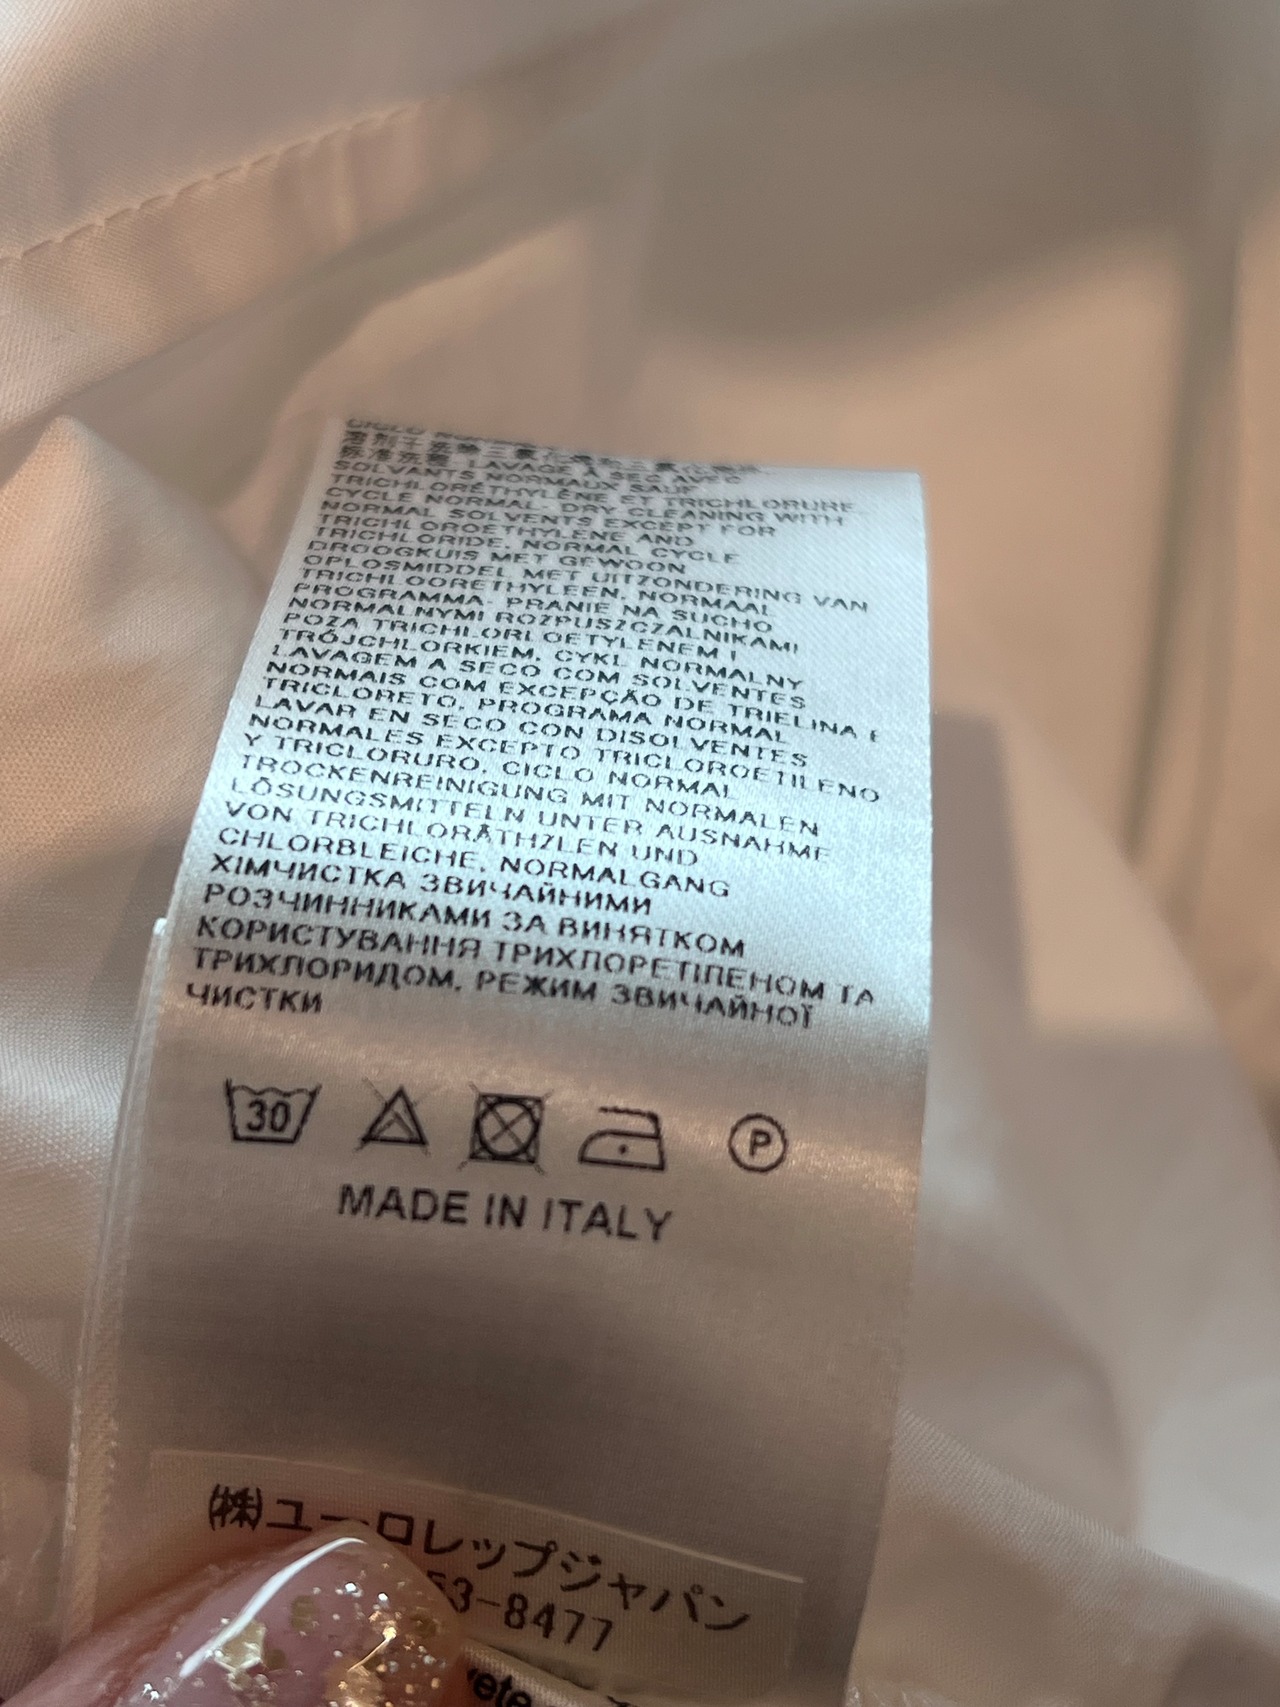 SOLVANTS NORMAUX SAUF
TRICHLORÉTHYLÈNE ET TRICHLORURE,
CYCLE NORMAL- DRY CLEANING WITH
NORMAL SOLVENTS EXCEPT FOR
TRICHLOROETHYLENE AND
TRICHLORIDE, NORMAL CYCLE
DROOGKUIS MET GEWOON
OPLOSMIDDEL MET UITZONDERING VAN
TRICHLOORETHYLEEN, NORMAAL
PROGRAMMA- PRANIE NA SUCHO
NORMALNYMI ROZPUSZCZALNIKAMI
POZA TRICHLORLOETYLENEM I
TRÓJCHLORKIEM, CYKL NORMALNY
LAVAGEM A SECO COM SOLVENTES
NORMAIS COM EXCEPÇÃO DE TRIELINA E
TRICLORETO, PROGRAMA NORMAL
LAVAR EN SECO CON DISOLVENTES
NORMALES EXCEPTO TRICLOROETILENO
Y TRICLORURO, CICLO NORMAL
TROCKENREINIGUNG MIT NORMALEN
LÖSUNGSMITTELN UNTER AUSNAHME
VON TRICHLORÄTHZLEN UND
CHLORBLEICHE, NORMALGANG
ХІМЧИСТКА ЗВИЧАЙНИМИ
РОЗЧИННИКАМИ ЗА ВИНЯТКОМ
КОРИСТУВАННЯ ТРИХЛОРЕТІЛЕНОМ ТА
ТРИХЛОРИДОМ, РЕЖИМ ЗВИЧАЙНОЇ
ЧИСТКИ
30 P
MADE IN ITALY
㈱ユーロレップジャパン
53-8477